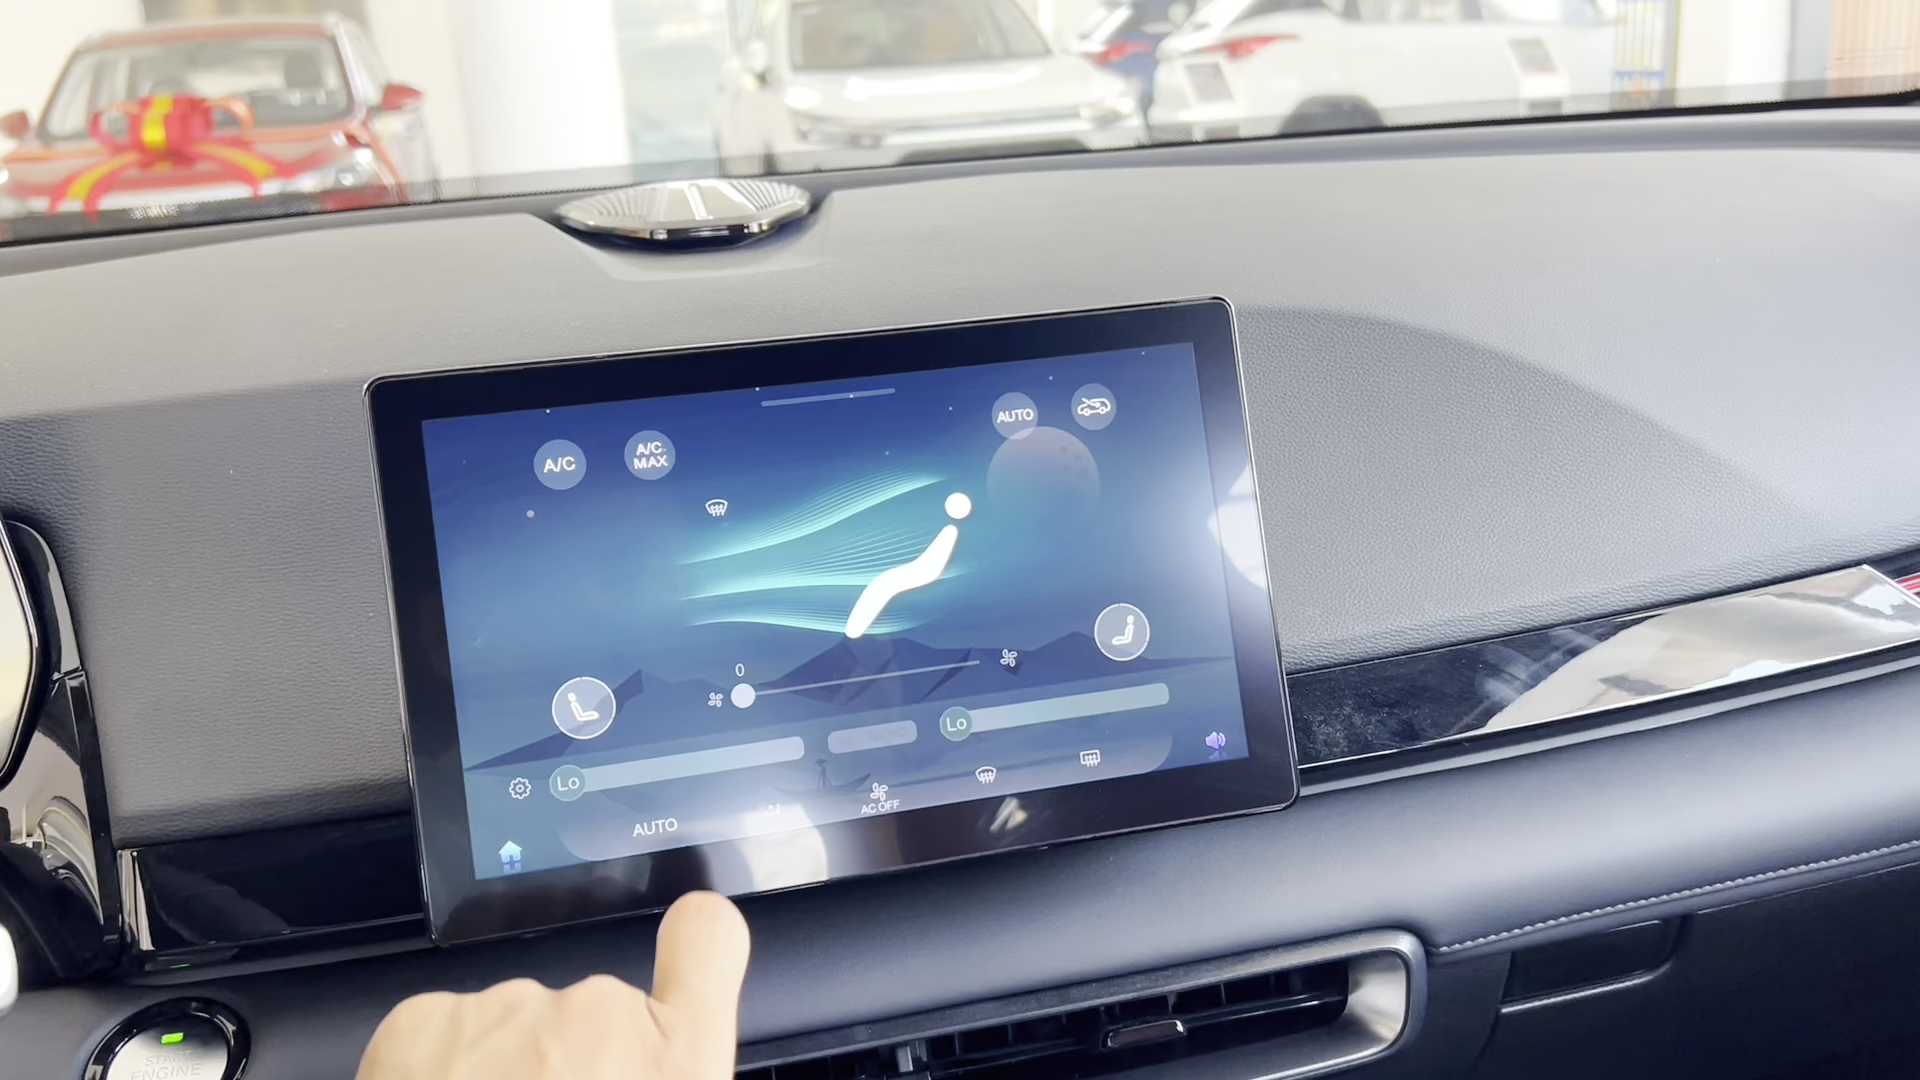 AUTO
A/C
A/C
MAX
0
Lo
Lo
AC OFF
AUTO
START
ENGINE